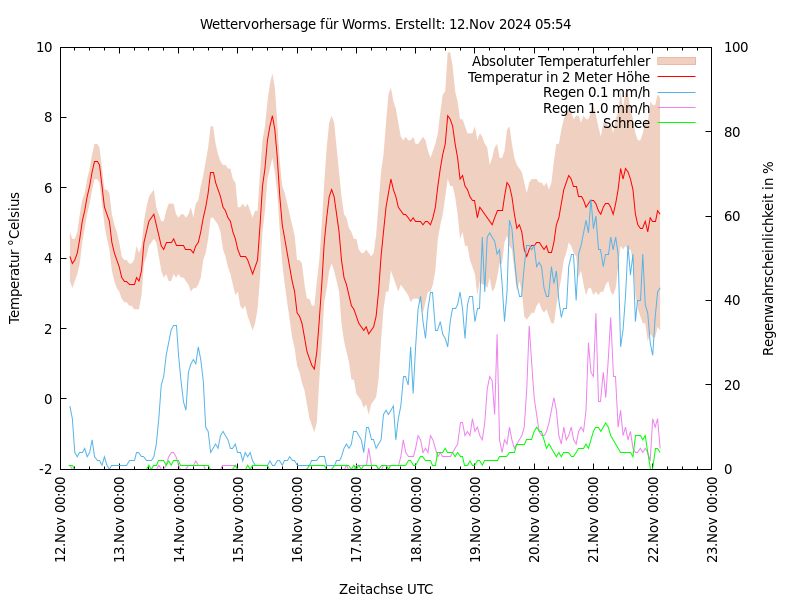 Wettervorhersage für Worms. Erstellt: 12.Nov 2024 05:54
Absoluter Temperaturfehler
Temperatur in 2 Meter Höhe
Regen 0.1 mm/h
Regen 1.0 mm/h
Schnee
Temperatur °Celsius
10
8
6
4
2
0
-2
Regenwahrscheinlichkeit in %
100
80
60
40
20
0
12.Nov 00:00
13.Nov 00:00
14.Nov 00:00
15.Nov 00:00
16.Nov 00:00
17.Nov 00:00
18.Nov 00:00
19.Nov 00:00
20.Nov 00:00
21.Nov 00:00
22.Nov 00:00
23.Nov 00:00
Zeitachse UTC